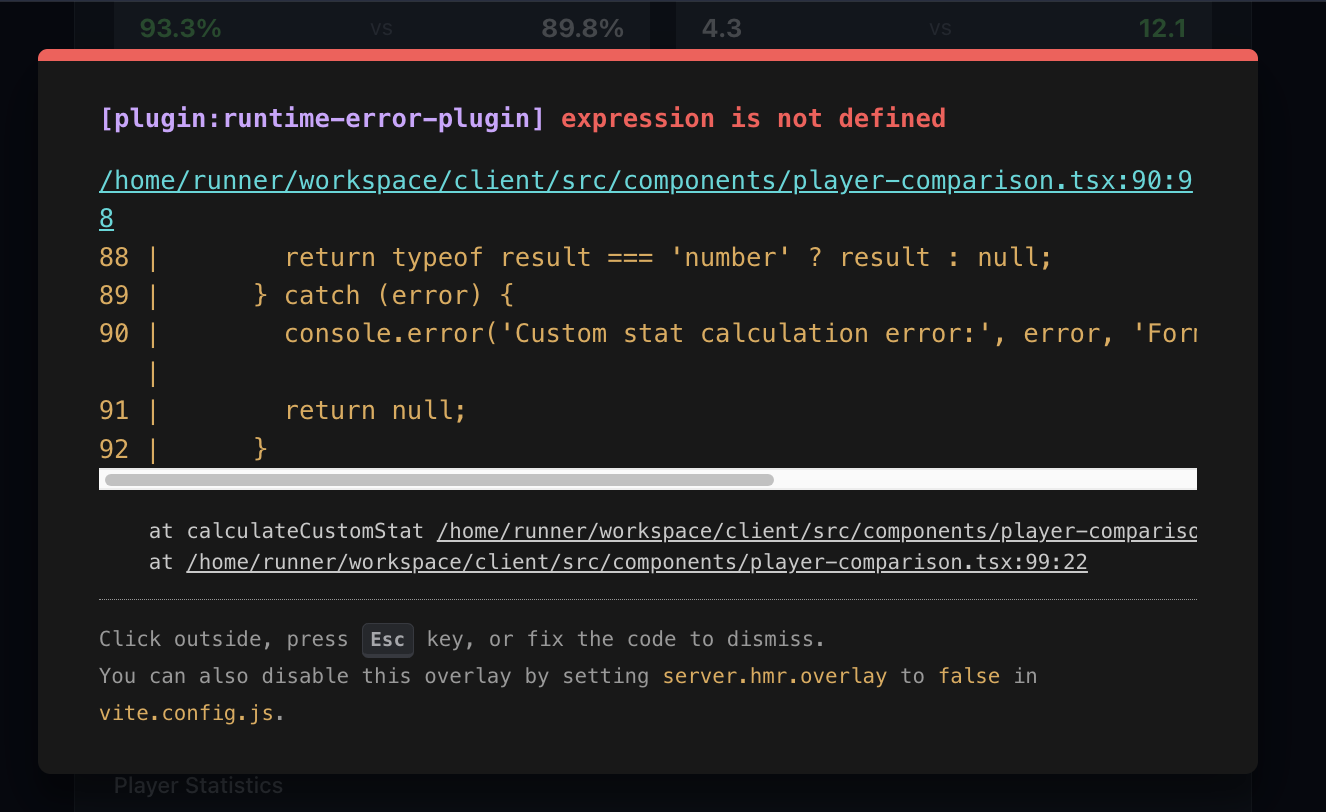 93.3% vs 89.8% 4.3 vs 12.1
[plugin:runtime-error-plugin] expression is not defined
/home/runner/workspace/client/src/components/player-comparison.tsx:90:9
8
88 | return typeof result === 'number' ? result : null;
89 | } catch (error) {
90 | console.error('Custom stat calculation error:', error, 'For
|
91 | return null;
92 | }
at calculateCustomStat /home/runner/workspace/client/src/components/player-compariso
at /home/runner/workspace/client/src/components/player-comparison.tsx:99:22
Click outside, press Esc key, or fix the code to dismiss.
You can also disable this overlay by setting server.hmr.overlay to false in
vite.config.js.
Player Statistics